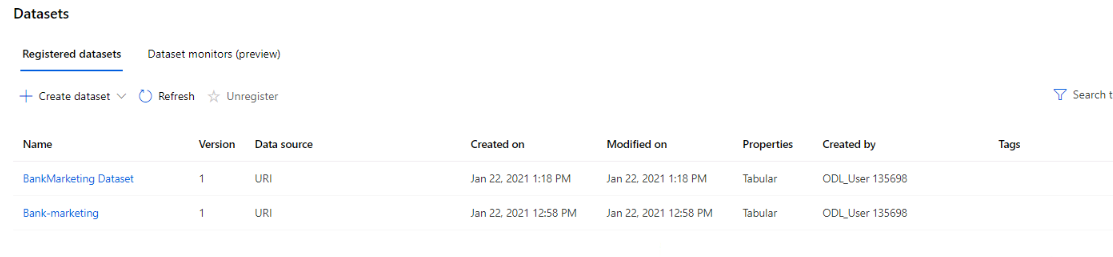 Datasets
Registered datasets Dataset monitors (preview)
Create dataset Refresh Unregister Search t
Name Version Data source Created on Modified on Properties Created by Tags
BankMarketing Dataset 1 URI Jan 22, 2021 1:18 PM Jan 22, 2021 1:18 PM Tabular ODL_User 135698
Bank-marketing 1 URI Jan 22, 2021 12:58 PM Jan 22, 2021 12:58 PM Tabular ODL_User 135698